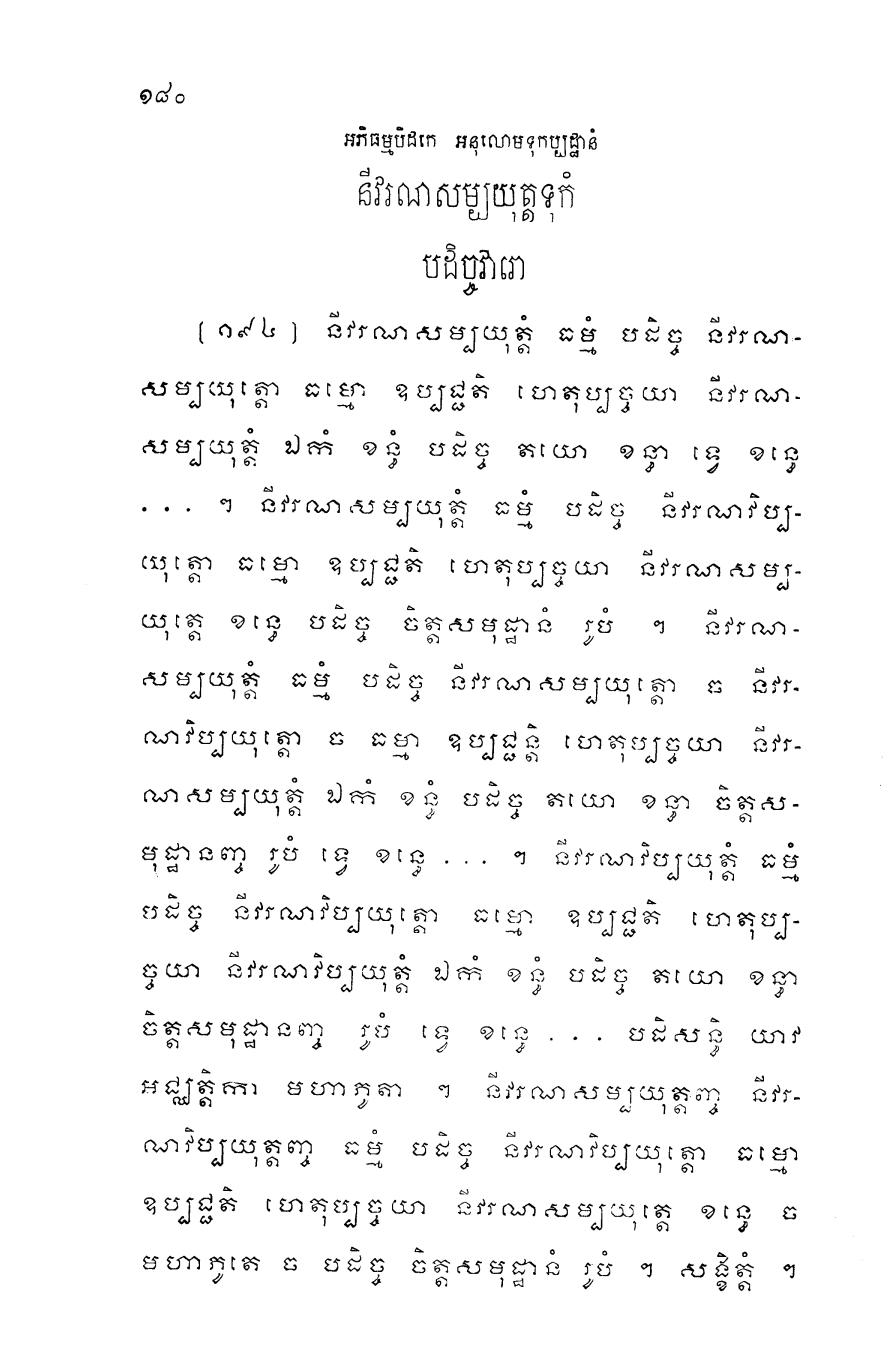 ១៨០
អភិធម្មបិដកេ អនុលោមទុកប្បដ្ឋានំ
នីវរណសម្បយុត្តទុកំ
បដិច្ចវារោ
[ ១៩៤ ] នីវរណសម្បយុត្តំ ធម្មំ បដិច្ច នីវរណ-
សម្បយុត្តោ ធម្មោ ឧប្បជ្ជតិ ហេតុប្បច្ចយា នីវរណ-
សម្បយុត្តំ ឯកំ ខន្ធំ បដិច្ច តយោ ខន្ធា ទ្វេ ខន្ធេ
... ។ នីវរណសម្បយុត្តំ ធម្មំ បដិច្ច នីវរណវិប្ប-
យុត្តោ ធម្មោ ឧប្បជ្ជតិ ហេតុប្បច្ចយា នីវរណសម្ប-
យុត្តេ ខន្ធេ បដិច្ច ចិត្តសមុដ្ឋានំ រូបំ ។ នីវរណ-
សម្បយុត្តំ ធម្មំ បដិច្ច នីវរណសម្បយុត្តោ ច នីវរ-
ណវិប្បយុត្តោ ច ធម្មា ឧប្បជ្ជន្តិ ហេតុប្បច្ចយា នីវរ-
ណសម្បយុត្តំ ឯកំ ខន្ធំ បដិច្ច តយោ ខន្ធា ចិត្តស-
មុដ្ឋានញ្ច រូបំ ទ្វេ ខន្ធេ ... ។ នីវរណវិប្បយុត្តំ ធម្មំ
បដិច្ច នីវរណវិប្បយុត្តោ ធម្មោ ឧប្បជ្ជតិ ហេតុប្ប-
ច្ចយា នីវរណវិប្បយុត្តំ ឯកំ ខន្ធំ បដិច្ច តយោ ខន្ធា
ចិត្តសមុដ្ឋានញ្ច រូបំ ទ្វេ ខន្ធេ ... បដិសន្ធិ យាវ
អជ្ឈត្តិកា មហាភូតា ។ នីវរណសម្បយុត្តញ្ច នីវរ-
ណវិប្បយុត្តញ្ច ធម្មំ បដិច្ច នីវរណវិប្បយុត្តោ ធម្មោ
ឧប្បជ្ជតិ ហេតុប្បច្ចយា នីវរណសម្បយុត្តេ ខន្ធេ ច
មហាភូតេ ច បដិច្ច ចិត្តសមុដ្ឋានំ រូបំ ។ សង្ខិត្តំ ។